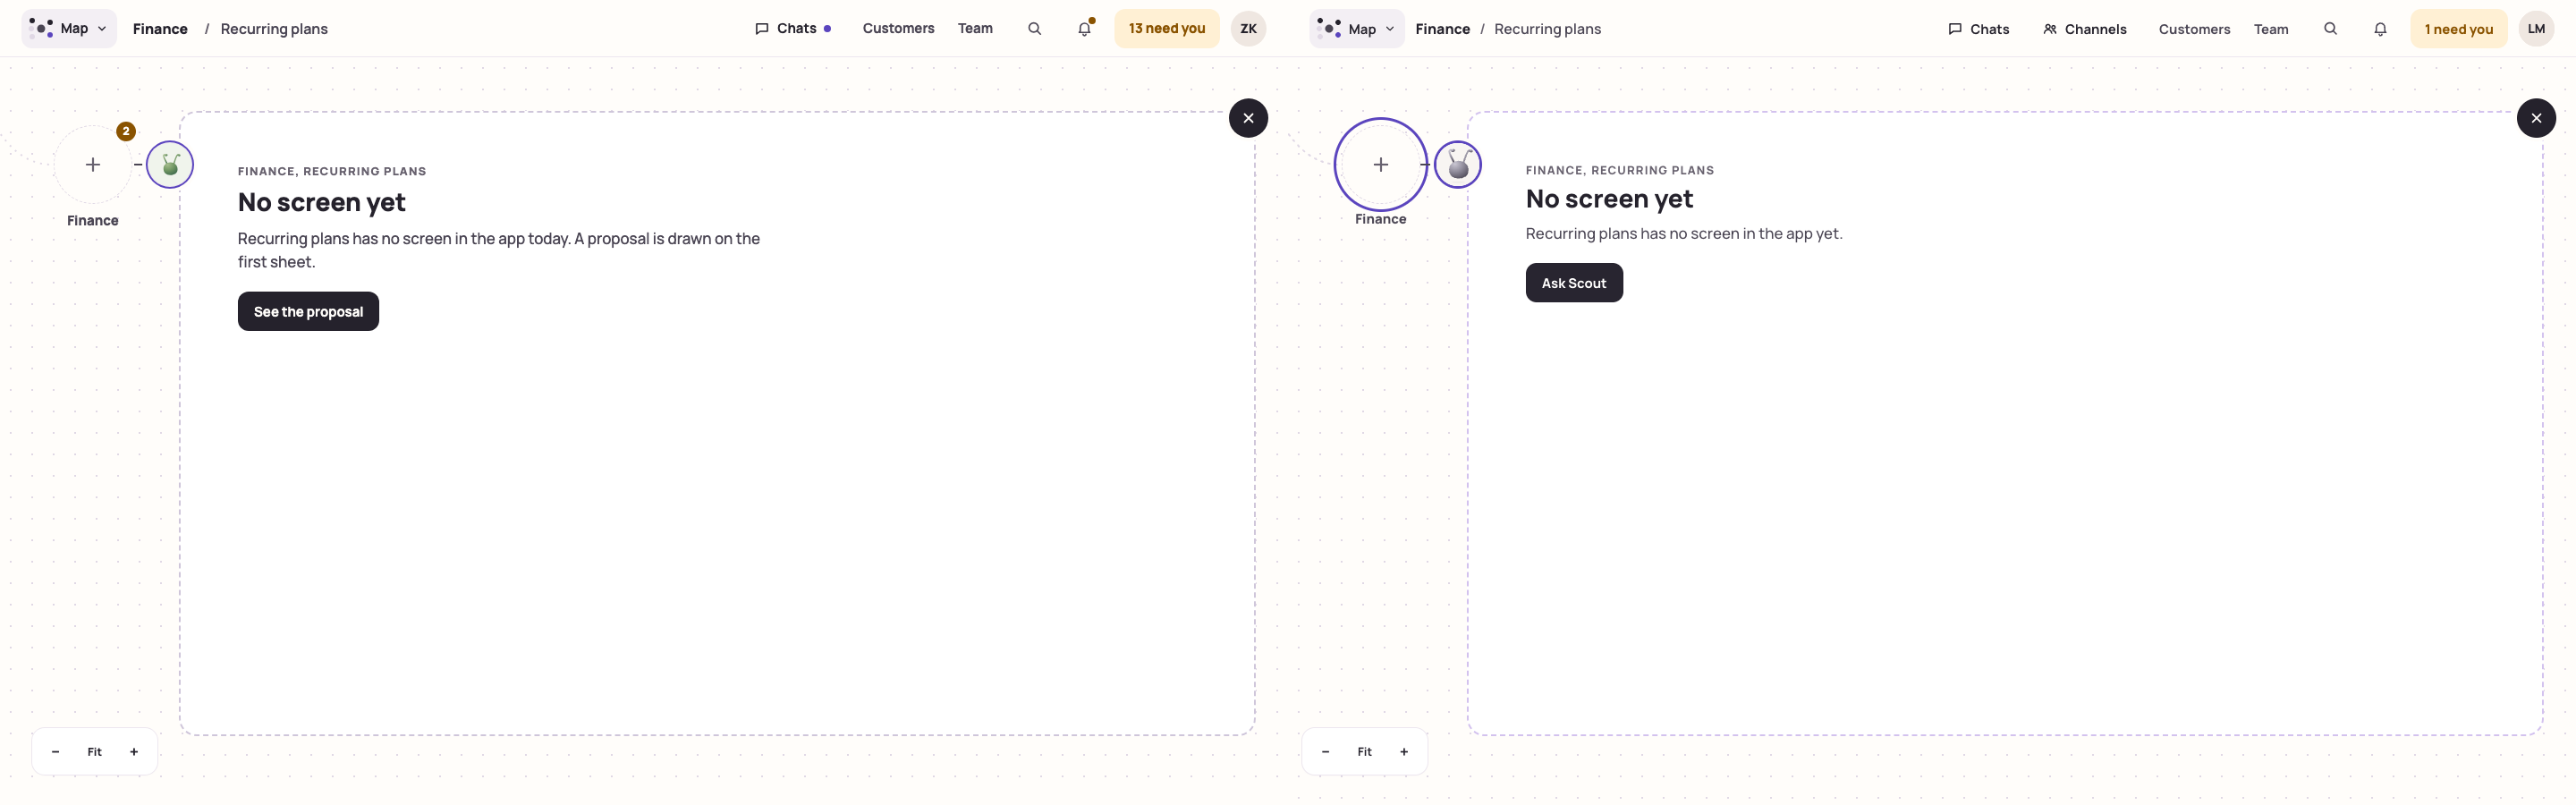 Map
Finance / Recurring plans
Chats
Customers
Team
13 need you
ZK
2
Finance
FINANCE, RECURRING PLANS
No screen yet
Recurring plans has no screen in the app today. A proposal is drawn on the
first sheet.
See the proposal
− Fit +
Map
Finance / Recurring plans
Chats
Channels
Customers
Team
1 need you
LM
Finance
FINANCE, RECURRING PLANS
No screen yet
Recurring plans has no screen in the app yet.
Ask Scout
− Fit +